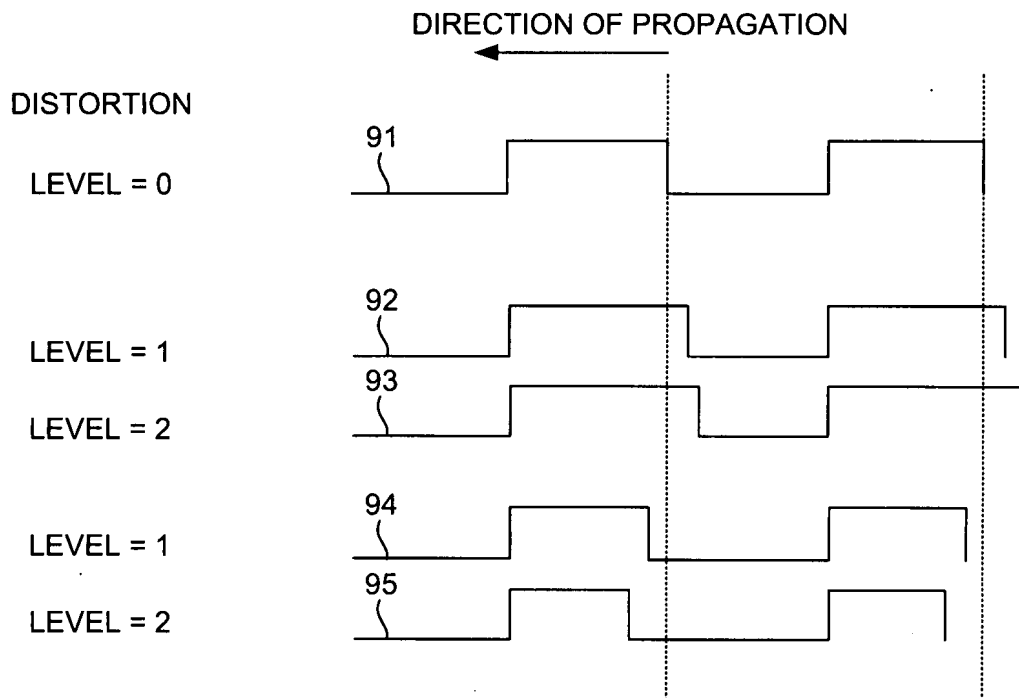 DIRECTION OF PROPAGATION
DISTORTION
91
LEVEL = 0
92
LEVEL = 1
93
LEVEL = 2
94
LEVEL = 1
95
LEVEL = 2